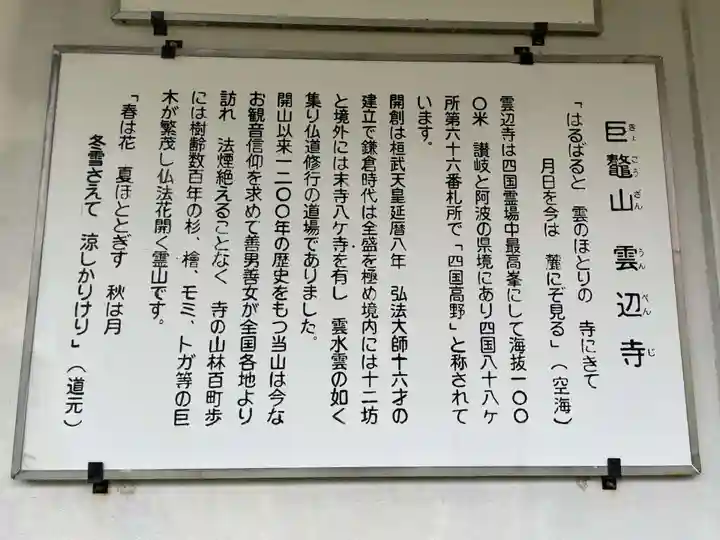 巨鼇山 雲辺寺
きょ こう ざん うん ぺん じ
「はるばると 雲のほとりの 寺にきて
月日を今は 麓にぞ見る」(空海)
雲辺寺は四国霊場中最高峯にして海抜一〇〇
〇米 讃岐と阿波の県境にあり四国八十八ヶ
所第六十六番札所で「四国高野」と称されて
います。
開創は桓武天皇延暦八年 弘法大師十六才の
建立で鎌倉時代は全盛を極め境内には十二坊
と境外には末寺八ケ寺を有し 雲水雲の如く
集り仏道修行の道場でありました。
開山以来一二〇〇年の歴史をもつ当山は今な
お観音信仰を求めて善男善女が全国各地より
訪れ 法煙絶えることなく 寺の山林百町歩
には樹齢数百年の杉、檜、モミ、トガ等の巨
木が繁茂し仏法花開く霊山です。
「春は花 夏ほととぎす 秋は月
冬雪さえて 涼しかりけり」(道元)